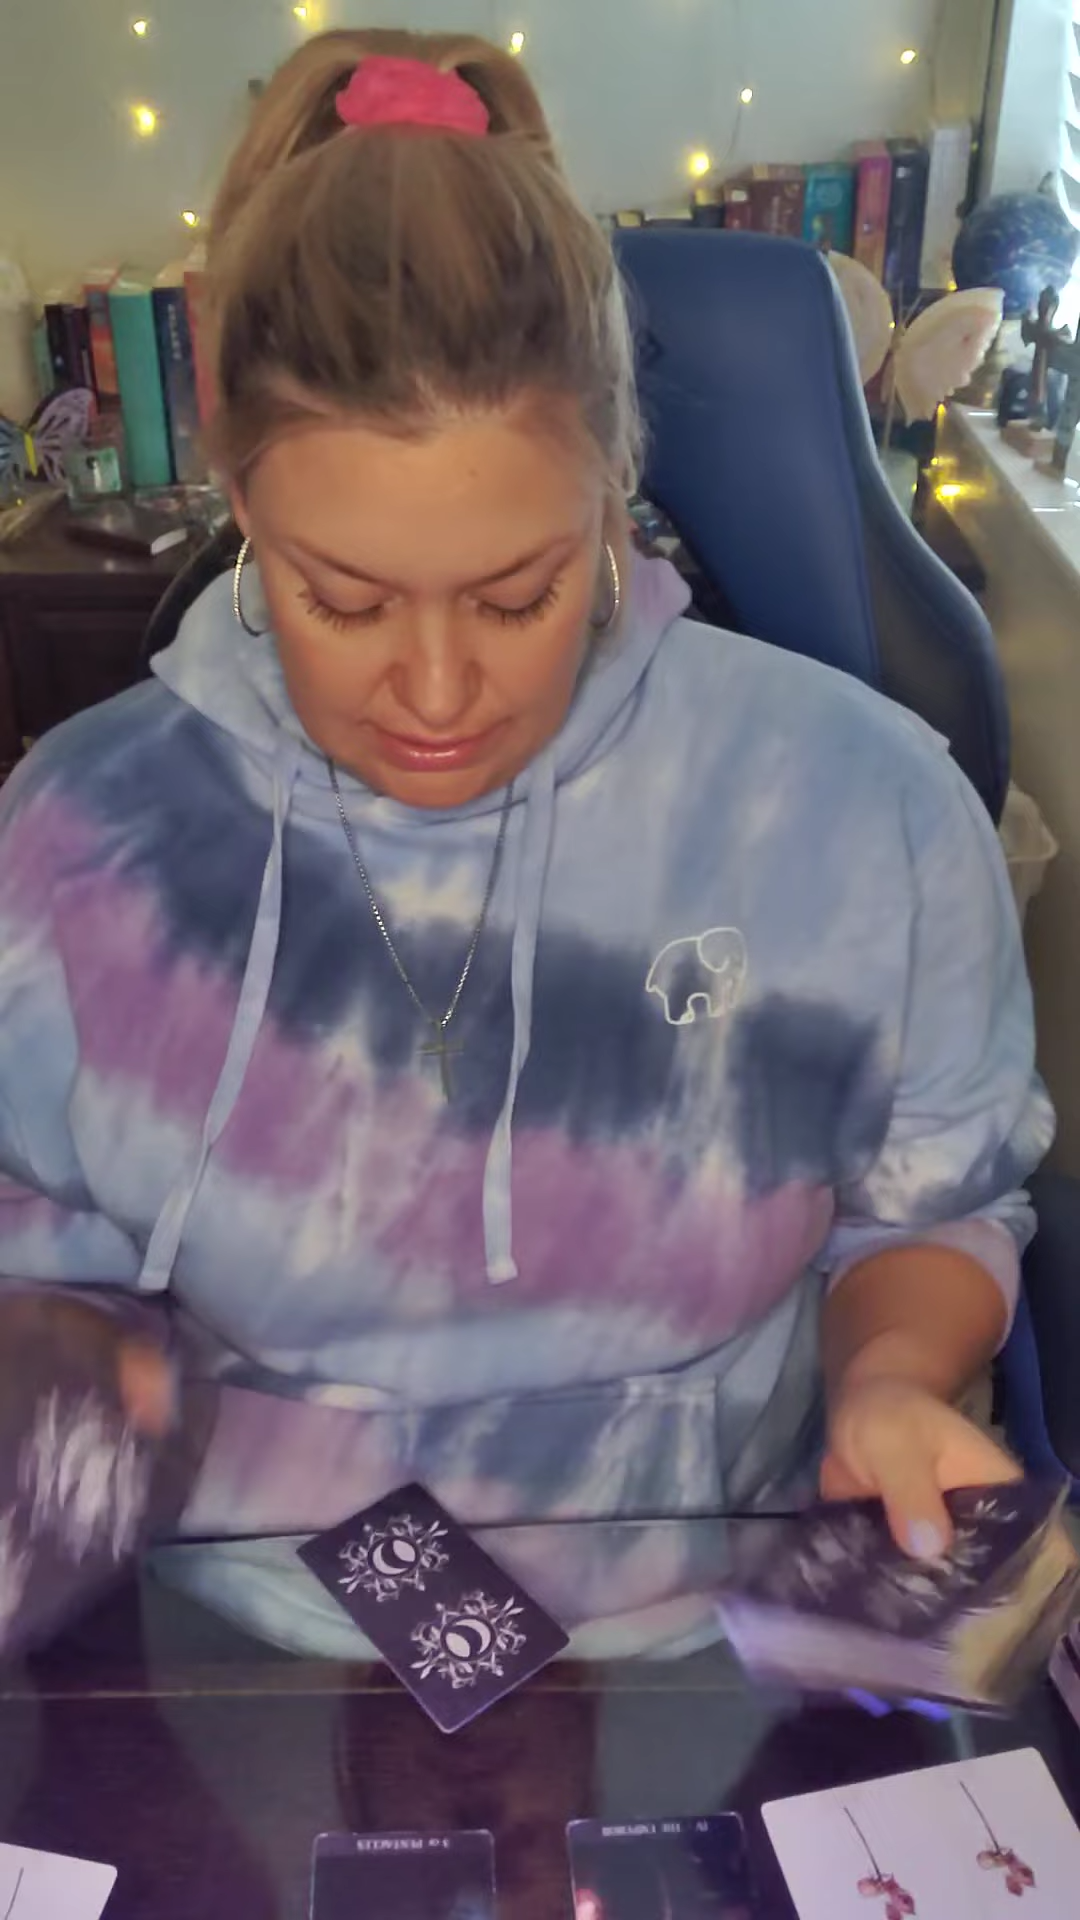 3 OF PENTACLES
IV · THE EMPEROR